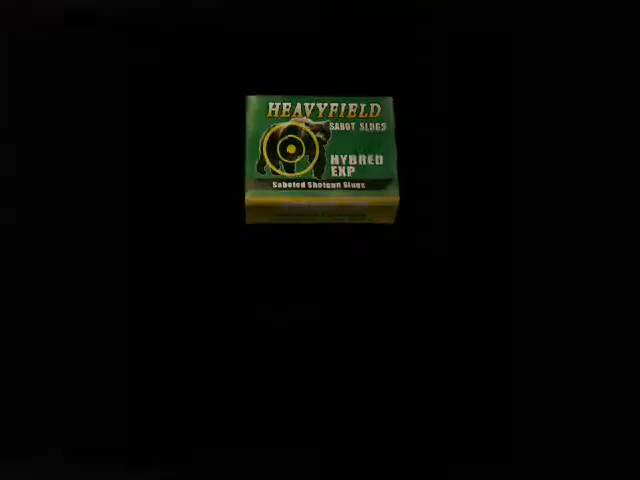 HEAVYFIELD
SABOT SLUGS
HYBRED
EXP
Saboted Shotgun Slugs